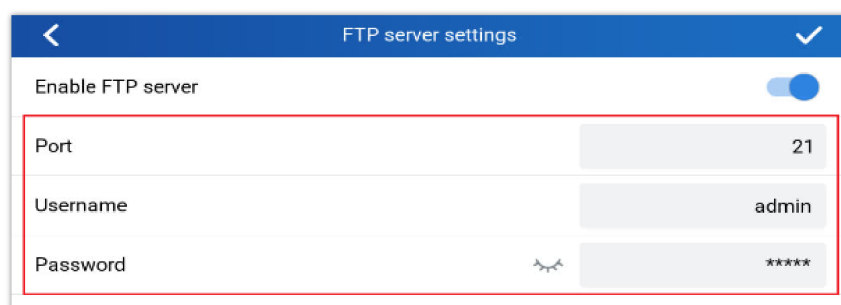 FTP server settings
Enable FTP server
Port 21
Username admin
Password *****